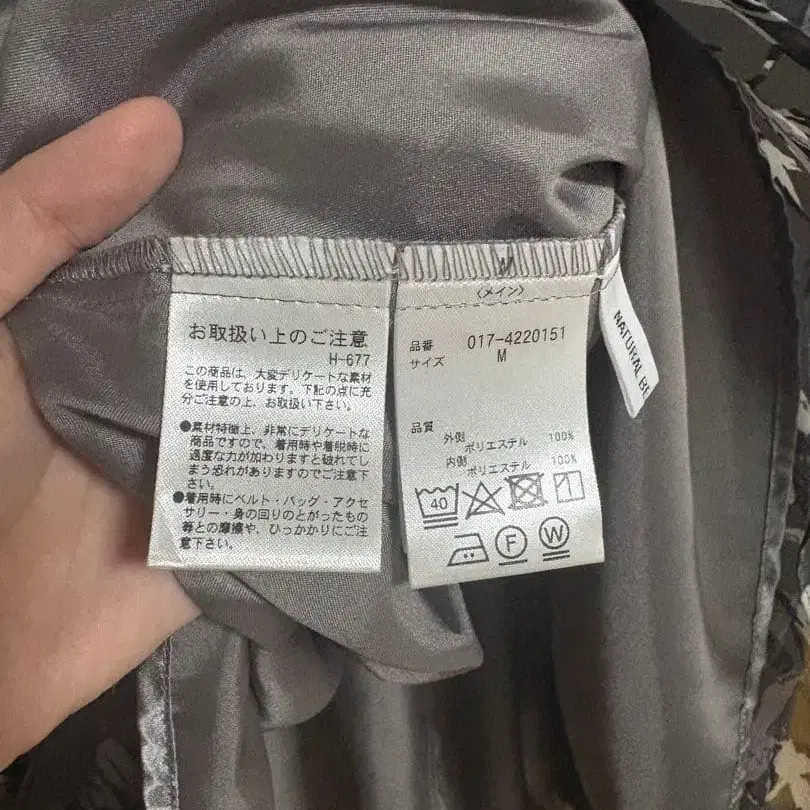 お取扱い上のご注意
H-677
この商品は、大変デリケートな素材
を使用しております。下記の点に充
分ご注意の上、お取扱い下さい。
●素材特徴上、非常にデリケートな
商品ですので、着用時や着脱時に
過度な力が加わりますと破れてし
まう恐れがありますのでご注意下
さい。
●着用時にベルト・バッグ・アクセ
サリー・身の回りのとがったもの
等との摩擦や、ひっかかりにご注
意下さい。
〈メイン〉
品番 017-4220151
サイズ M
品質
外側
ポリエステル 100%
内側
ポリエステル 100%
40
F
W
NATURAL